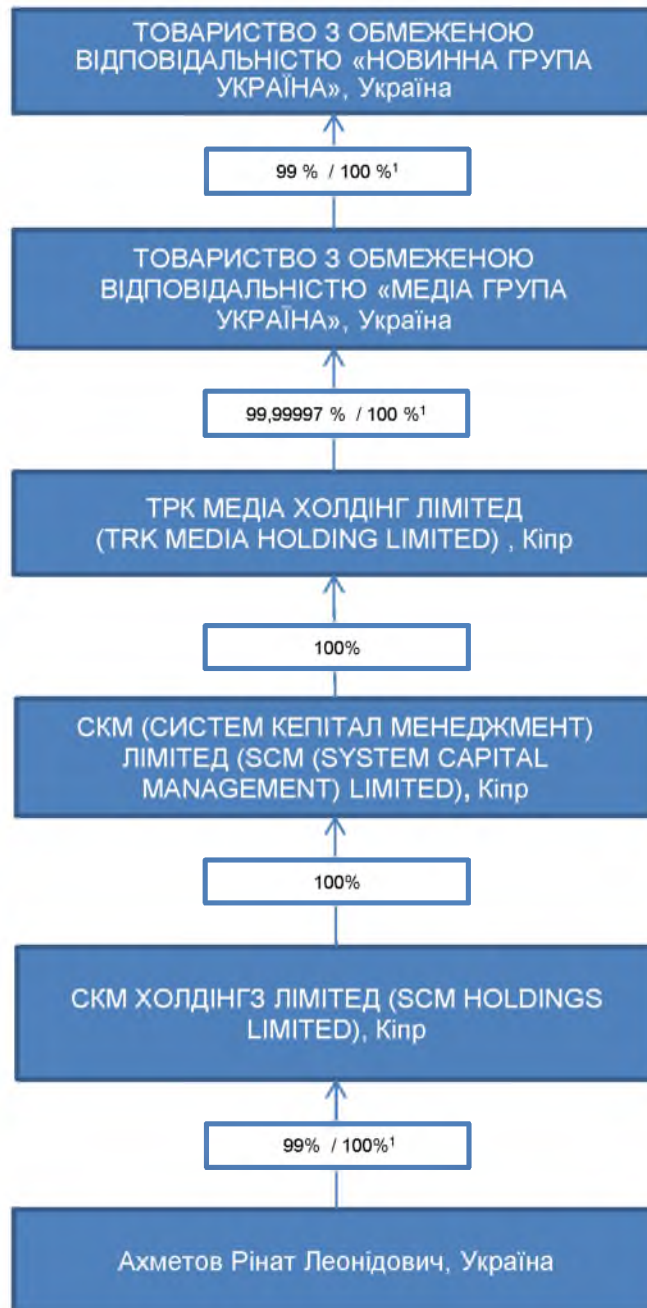 ТОВАРИСТВО З ОБМЕЖЕНОЮ
ВІДПОВІДАЛЬНІСТЮ «НОВИННА ГРУПА
УКРАЇНА», Україна
99 % / 100 %¹
ТОВАРИСТВО З ОБМЕЖЕНОЮ
ВІДПОВІДАЛЬНІСТЮ «МЕДІА ГРУПА
УКРАЇНА», Україна
99,99997 % / 100 %¹
ТРК МЕДІА ХОЛДІНГ ЛІМІТЕД
(TRK MEDIA HOLDING LIMITED) , Кіпр
100%
СКМ (СИСТЕМ КЕПІТАЛ МЕНЕДЖМЕНТ)
ЛІМІТЕД (SCM (SYSTEM CAPITAL
MANAGEMENT) LIMITED), Кіпр
100%
СКМ ХОЛДІНГЗ ЛІМІТЕД (SCM HOLDINGS
LIMITED), Кіпр
99% / 100%¹
Ахметов Рінат Леонідович, Україна